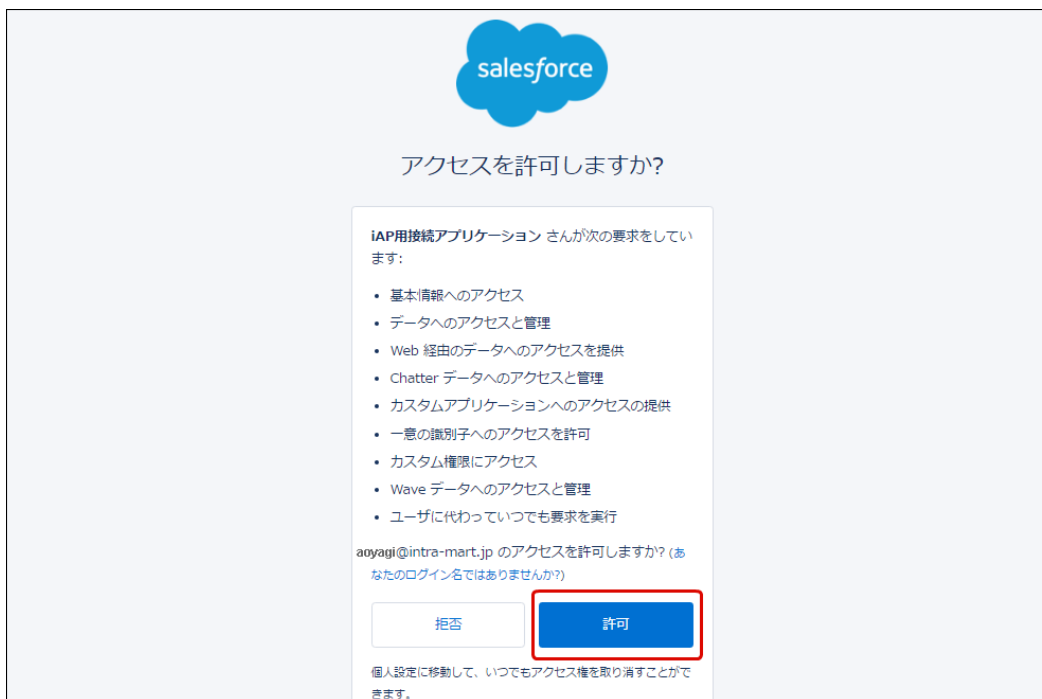 salesforce
アクセスを許可しますか?
iAP用接続アプリケーション さんが次の要求をしてい
ます:
• 基本情報へのアクセス
• データへのアクセスと管理
• Web 経由のデータへのアクセスを提供
• Chatter データへのアクセスと管理
• カスタムアプリケーションへのアクセスの提供
• 一意の識別子へのアクセスを許可
• カスタム権限にアクセス
• Wave データへのアクセスと管理
• ユーザに代わっていつでも要求を実行
aoyagi@intra-mart.jp のアクセスを許可しますか? (あ
なたのログイン名ではありませんか?)
拒否
許可
個人設定に移動して、いつでもアクセス権を取り消すことがで
きます。